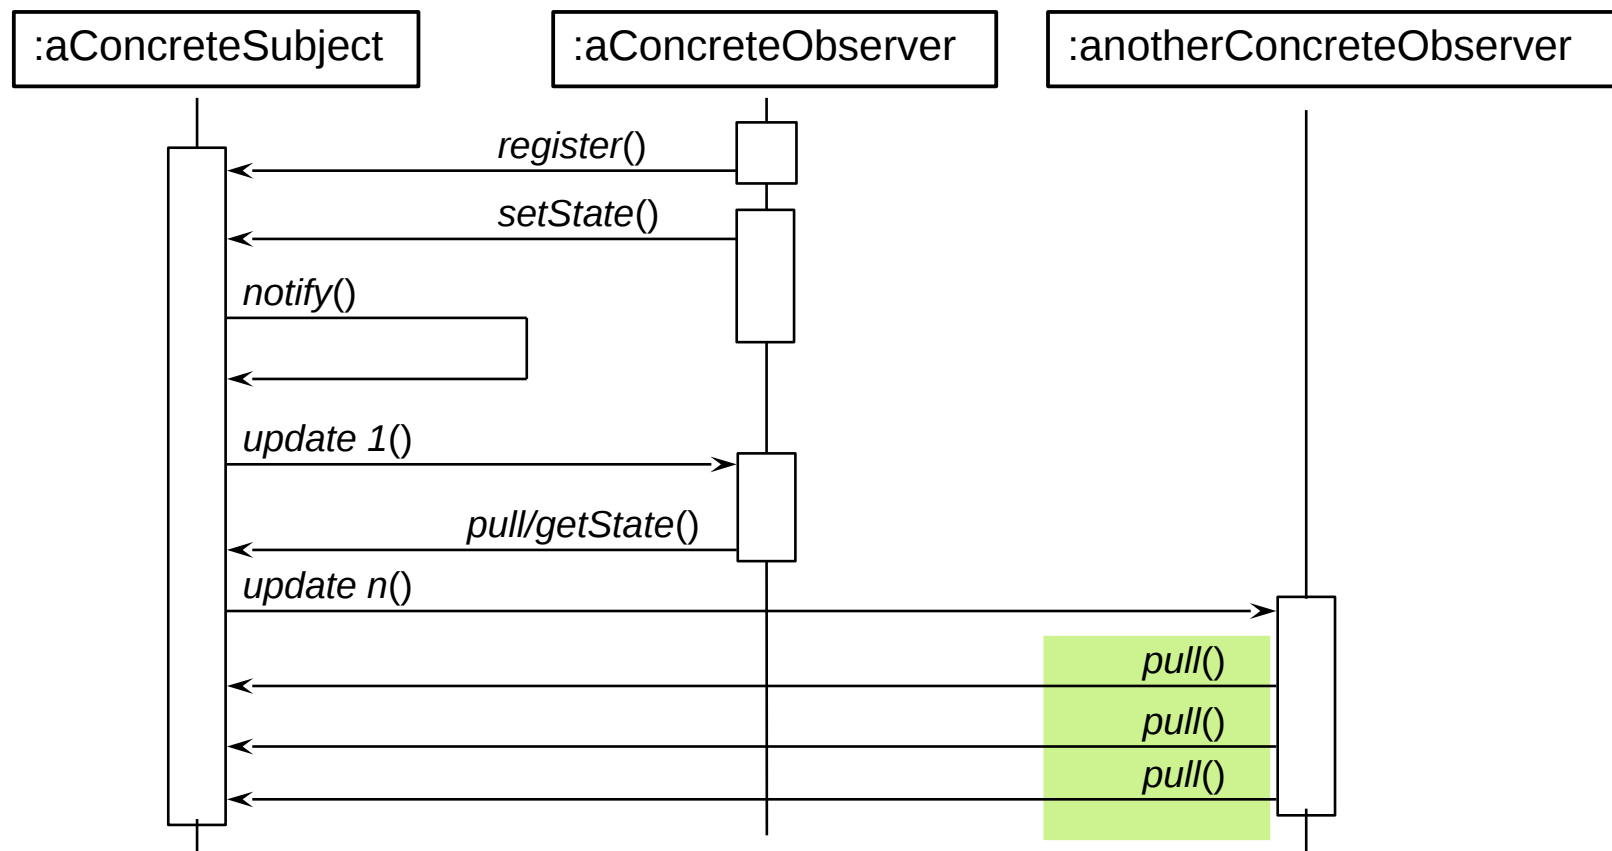 :aConcreteSubject
:aConcreteObserver
:anotherConcreteObserver
register()
setState()
notify()
update 1()
pull/getState()
update n()
pull()
pull()
pull()